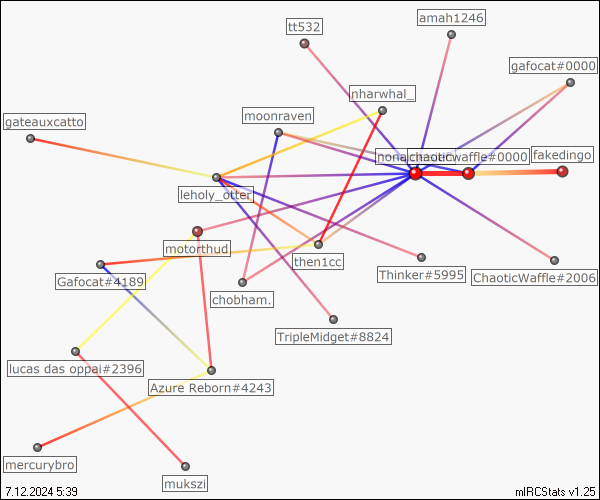 amah1246
tt532
gafocat#0000
nharwhal_
moonraven
gateauxcatto
nona
chaoticwaffle#0000
fakedingo
leholy_otter
motorthud
then1cc
Gafocat#4189
Thinker#5995
ChaoticWaffle#2006
chobham.
TripleMidget#8824
lucas das oppai#2396
Azure Reborn#4243
mercurybro
mukszi
7.12.2024 5:39
mIRCStats v1.25